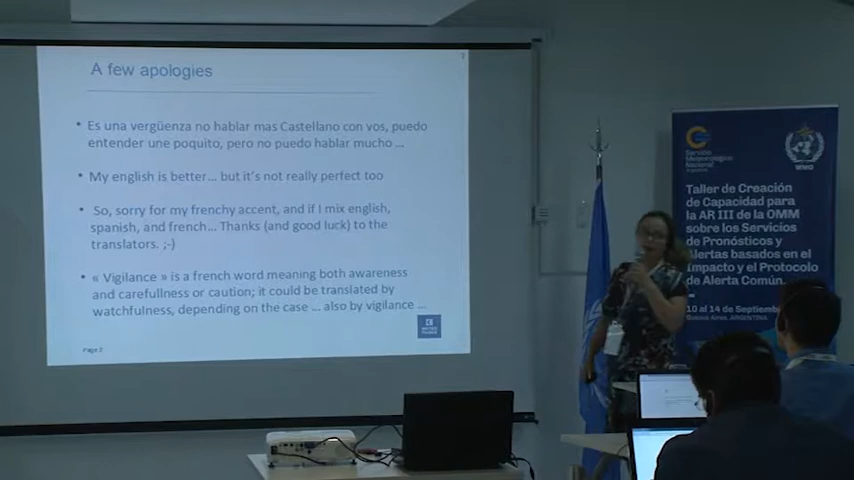 A few apologies
• Es una vergüenza no hablar mas Castellano con vos, puedo
entender une poquito, pero no puedo hablar mucho ...
• My english is better... but it's not really perfect too
• So, sorry for my frenchy accent, and if I mix english,
spanish, and french... Thanks (and good luck) to the
translators. ;-)
• « Vigilance » is a french word meaning both awareness
and carefullness or caution; it could be translated by
watchfulness, depending on the case ... also by vigilance ...
Page 2
Servicio
Meteorológico
Nacional
Argentina
WMO
Taller de Creación
de Capacidad para
la AR III de la OMM
sobre los Servicios
de Pronósticos y
Alertas basados en
Impacto y el Protocolo
de Alerta Común
10 al 14 de Septiembre
Buenos Aires, ARGENTINA